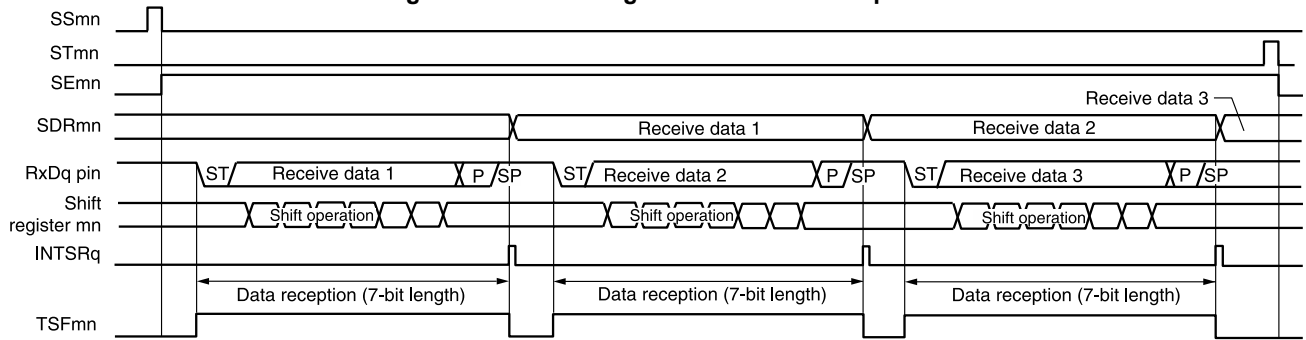 SSmn
STmn
SEmn
Receive data 3
SDRmn
Receive data 1
Receive data 2
RxDq pin
ST
Receive data 1
P
SP
ST
Receive data 2
P
SP
ST
Receive data 3
P
SP
Shift
register mn
Shift operation
Shift operation
Shift operation
INTSRq
Data reception (7-bit length)
Data reception (7-bit length)
Data reception (7-bit length)
TSFmn